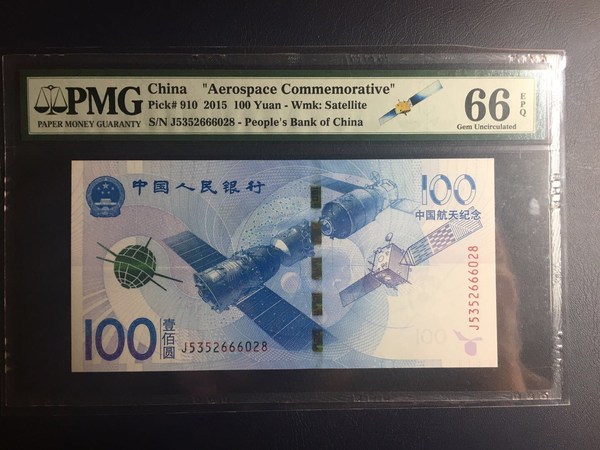 PMG
PAPER MONEY GUARANTY
China "Aerospace Commemorative"
Pick# 910 2015 100 Yuan - Wmk: Satellite
S/N J5352666028 - People's Bank of China
66
EPQ
Gem Uncirculated
中国人民银行
100
中国航天纪念
J5352666028
100
壹佰圆
J5352666028
100